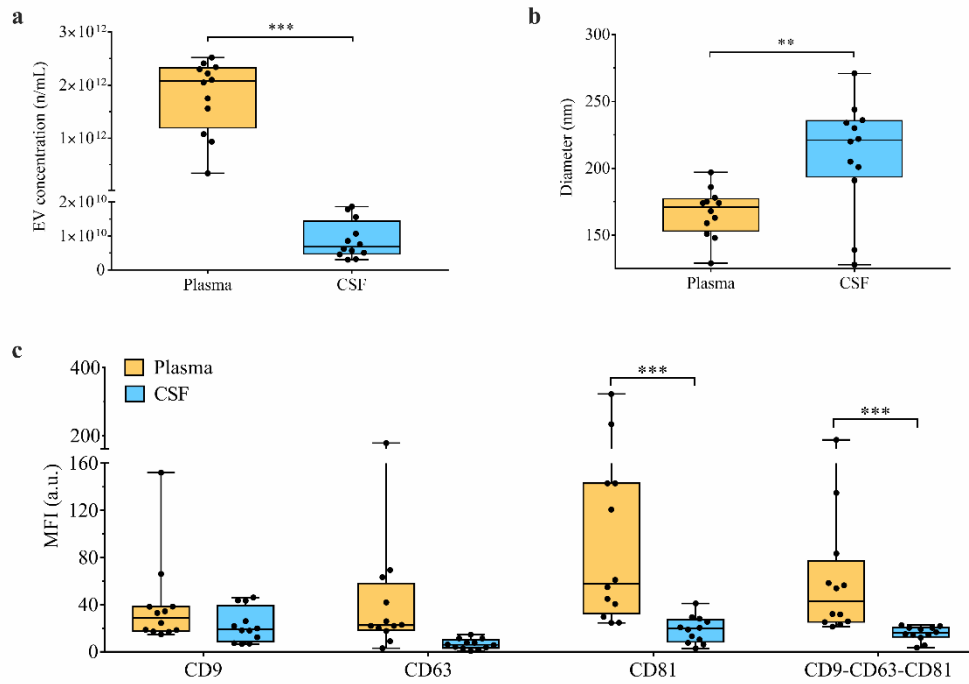 a
EV concentration (n/mL)
3×10¹²
2×10¹²
1×10¹²
2×10¹⁰
1×10¹⁰
0
***
Plasma
CSF
b
Diameter (nm)
300
250
200
150
**
Plasma
CSF
c
Plasma
CSF
MFI (a.u.)
400
200
160
120
80
40
0
***
***
CD9
CD63
CD81
CD9-CD63-CD81